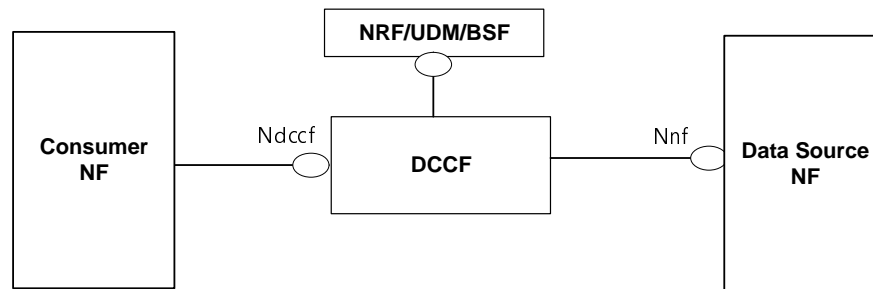 NRF/UDM/BSF
Consumer
NF
Ndccf
DCCF
Nnf
Data Source
NF